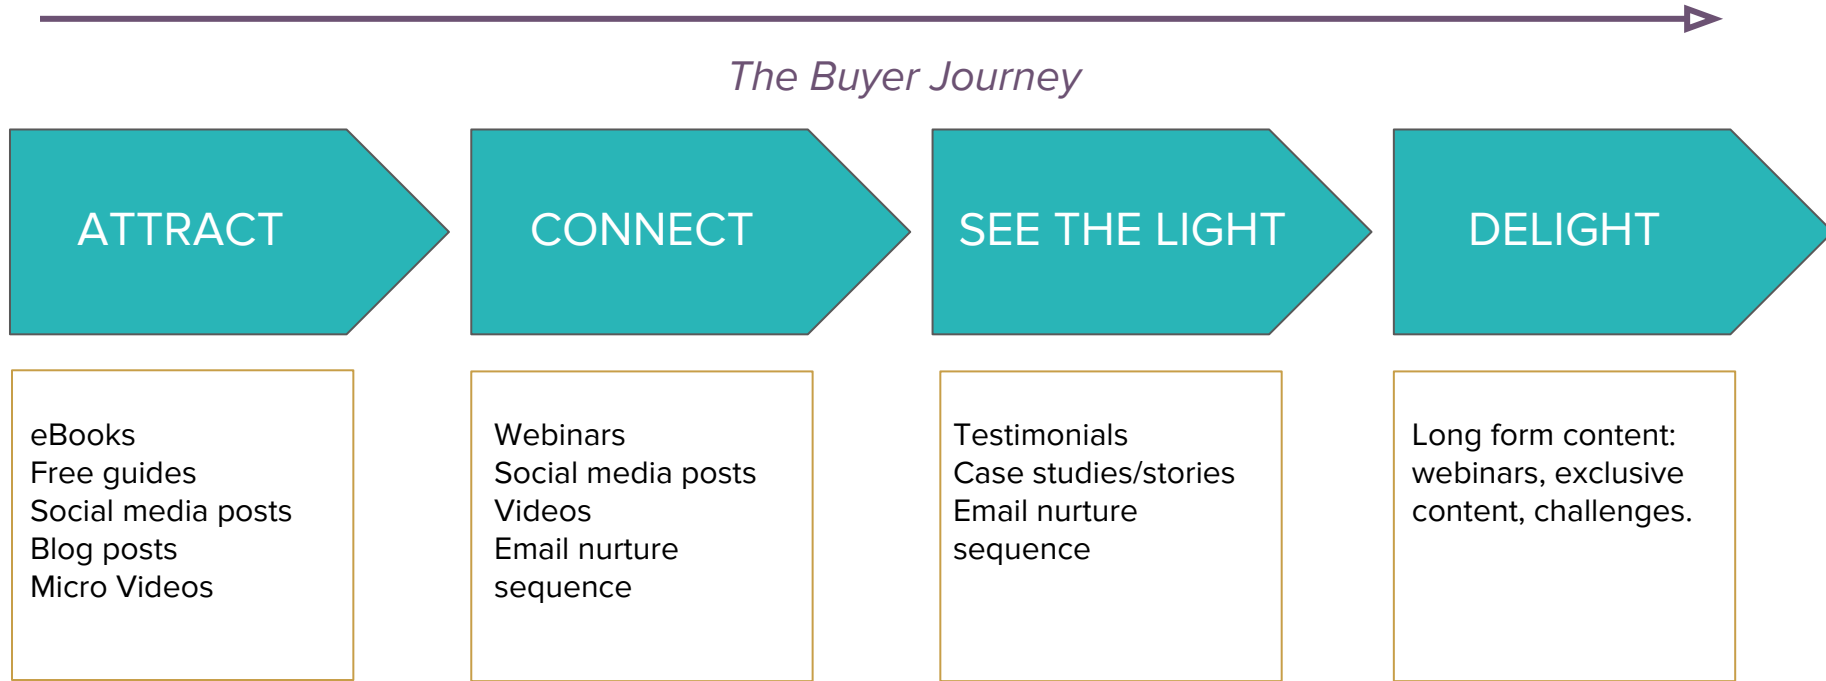 The Buyer Journey
ATTRACT
CONNECT
SEE THE LIGHT
DELIGHT
eBooks
Free guides
Social media posts
Blog posts
Micro Videos
Webinars
Social media posts
Videos
Email nurture
sequence
Testimonials
Case studies/stories
Email nurture
sequence
Long form content:
webinars, exclusive
content, challenges.